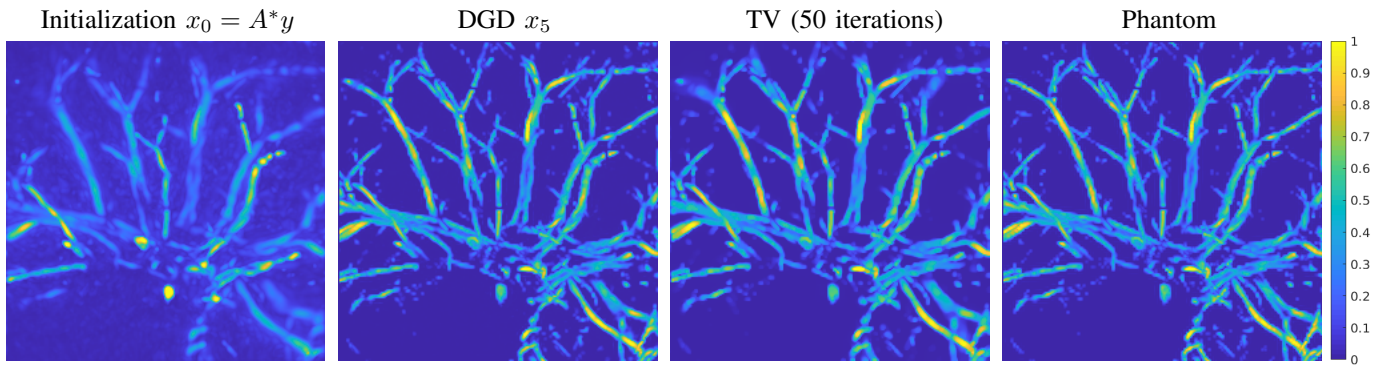 Initialization $x_0 = A^*y$
DGD $x_5$
TV (50 iterations)
Phantom
1
0.9
0.8
0.7
0.6
0.5
0.4
0.3
0.2
0.1
0